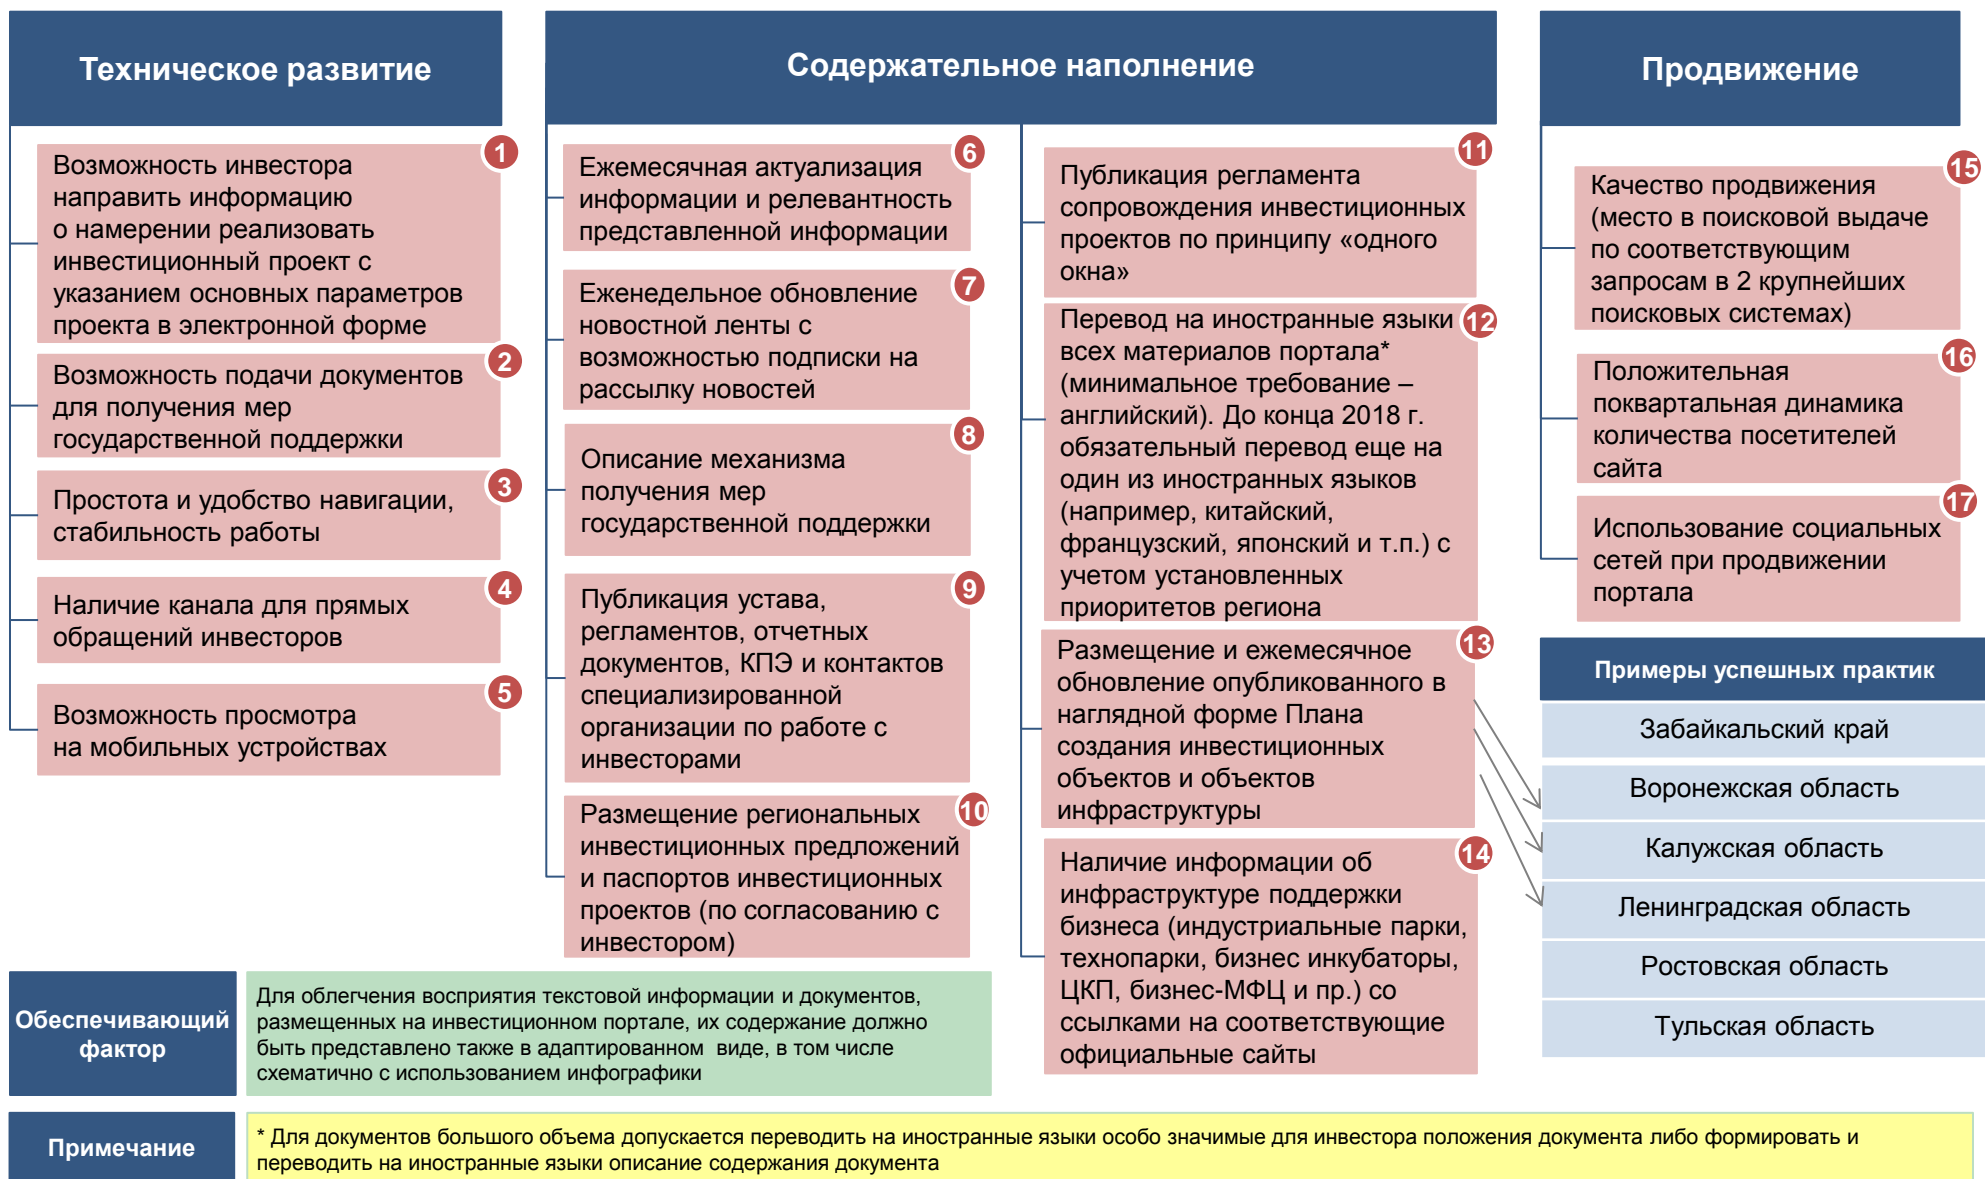 Техническое развитие
1
Возможность инвестора
направить информацию
о намерении реализовать
инвестиционный проект с
указанием основных параметров
проекта в электронной форме
2
Возможность подачи документов
для получения мер
государственной поддержки
3
Простота и удобство навигации,
стабильность работы
4
Наличие канала для прямых
обращений инвесторов
5
Возможность просмотра
на мобильных устройствах
Содержательное наполнение
6
Ежемесячная актуализация
информации и релевантность
представленной информации
7
Еженедельное обновление
новостной ленты с
возможностью подписки на
рассылку новостей
8
Описание механизма
получения мер
государственной поддержки
9
Публикация устава,
регламентов, отчетных
документов, КПЭ и контактов
специализированной
организации по работе с
инвесторами
10
Размещение региональных
инвестиционных предложений
и паспортов инвестиционных
проектов (по согласованию с
инвестором)
11
Публикация регламента
сопровождения инвестиционных
проектов по принципу «одного
окна»
12
Перевод на иностранные языки
всех материалов портала*
(минимальное требование –
английский). До конца 2018 г.
обязательный перевод еще на
один из иностранных языков
(например, китайский,
французский, японский и т.п.) с
учетом установленных
приоритетов региона
13
Размещение и ежемесячное
обновление опубликованного в
наглядной форме Плана
создания инвестиционных
объектов и объектов
инфраструктуры
14
Наличие информации об
инфраструктуре поддержки
бизнеса (индустриальные парки,
технопарки, бизнес инкубаторы,
ЦКП, бизнес-МФЦ и пр.) со
ссылками на соответствующие
официальные сайты
Продвижение
15
Качество продвижения
(место в поисковой выдаче
по соответствующим
запросам в 2 крупнейших
поисковых системах)
16
Положительная
поквартальная динамика
количества посетителей
сайта
17
Использование социальных
сетей при продвижении
портала
Примеры успешных практик
Забайкальский край
Воронежская область
Калужская область
Ленинградская область
Ростовская область
Тульская область
Обеспечивающий
фактор
Для облегчения восприятия текстовой информации и документов,
размещенных на инвестиционном портале, их содержание должно
быть представлено также в адаптированном виде, в том числе
схематично с использованием инфографики
Примечание
* Для документов большого объема допускается переводить на иностранные языки особо значимые для инвестора положения документа либо формировать и
переводить на иностранные языки описание содержания документа